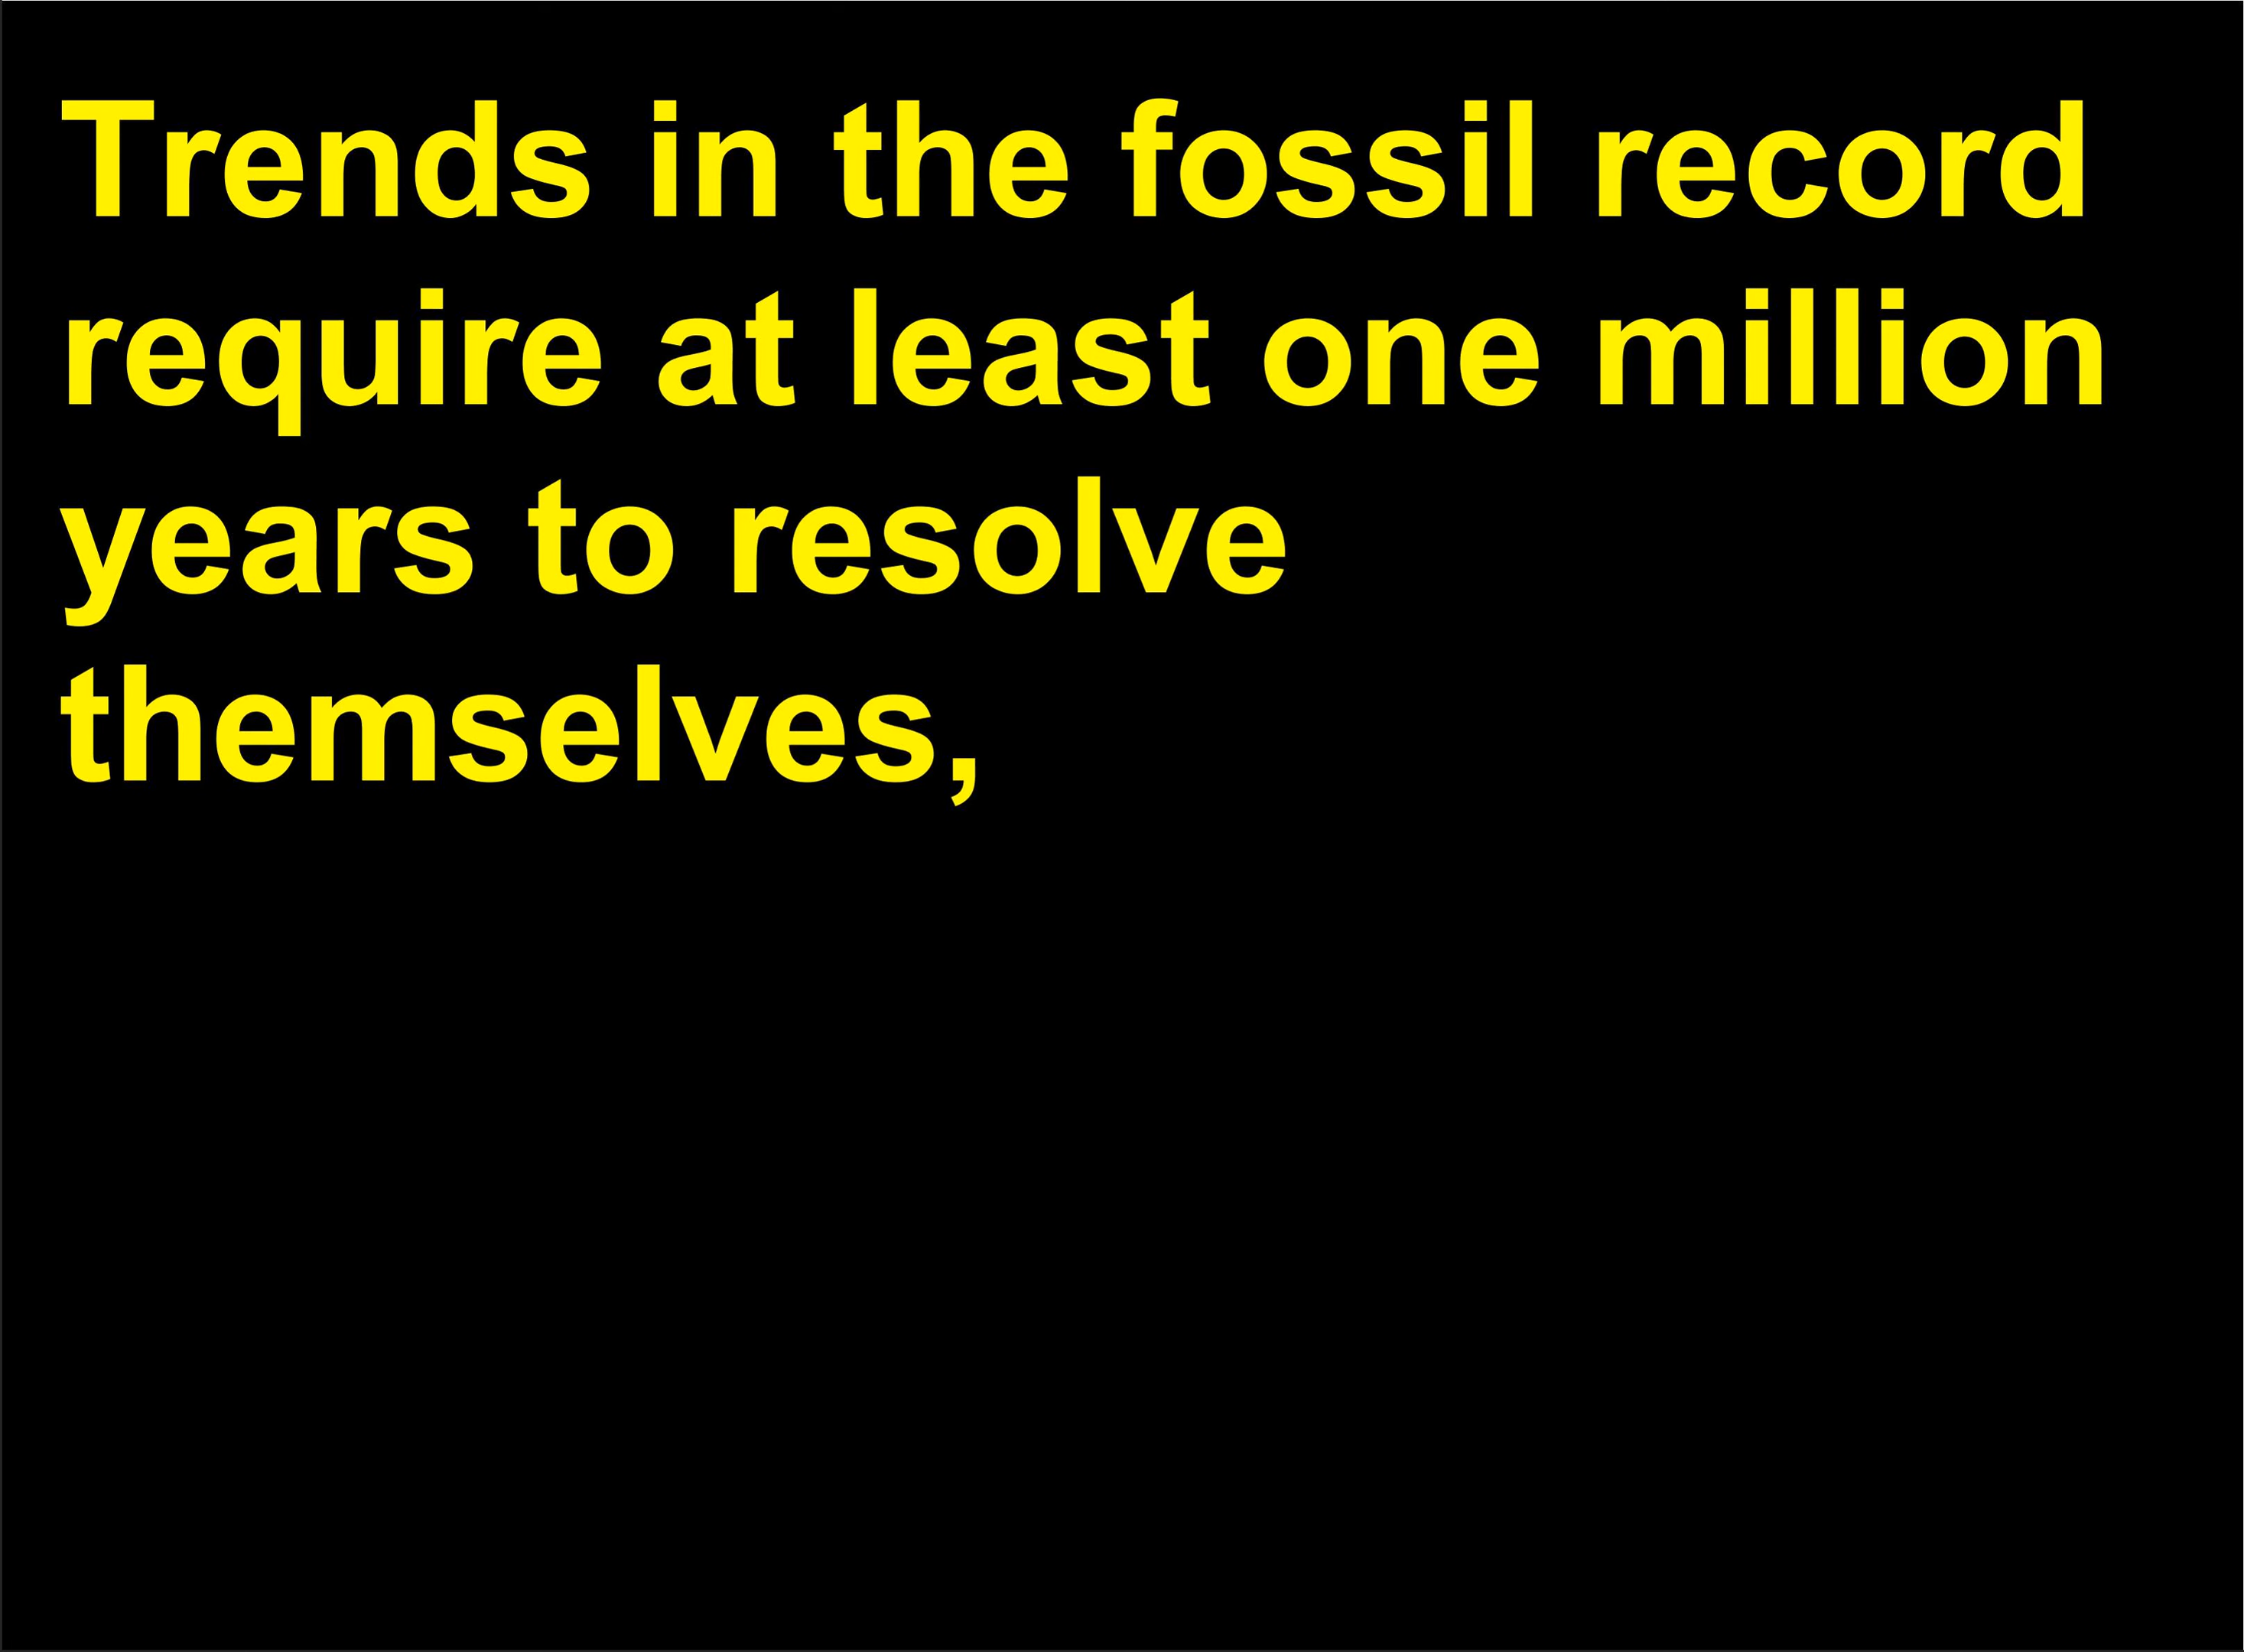 Trends in the fossil record
require at least one million
years to resolve
themselves,